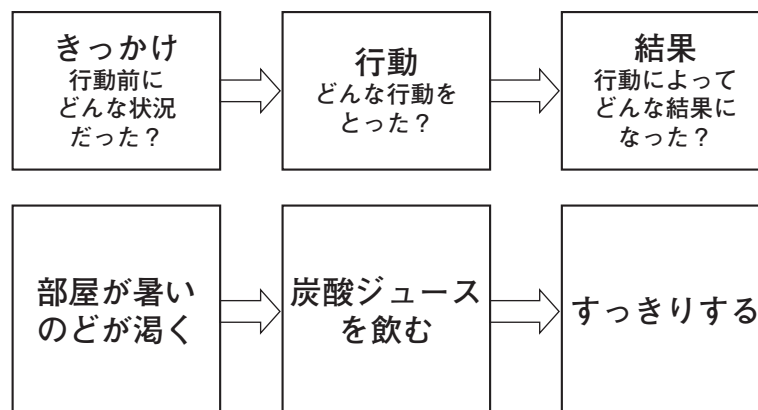 きっかけ
行動前に
どんな状況
だった？
行動
どんな行動を
とった？
結果
行動によって
どんな結果に
なった？
部屋が暑い
のどが渇く
炭酸ジュース
を飲む
すっきりする